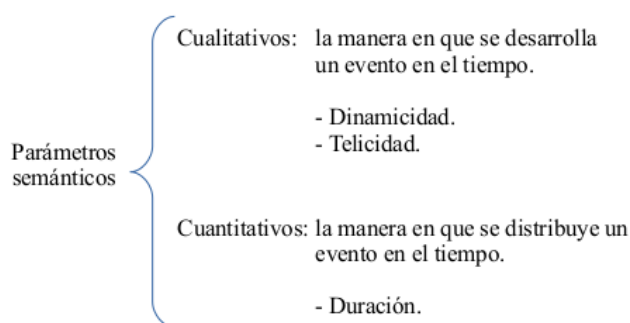 Cualitativos: la manera en que se desarrolla
un evento en el tiempo.
- Dinamicidad.
- Telicidad.
Parámetros
semánticos
Cuantitativos: la manera en que se distribuye un
evento en el tiempo.
- Duración.